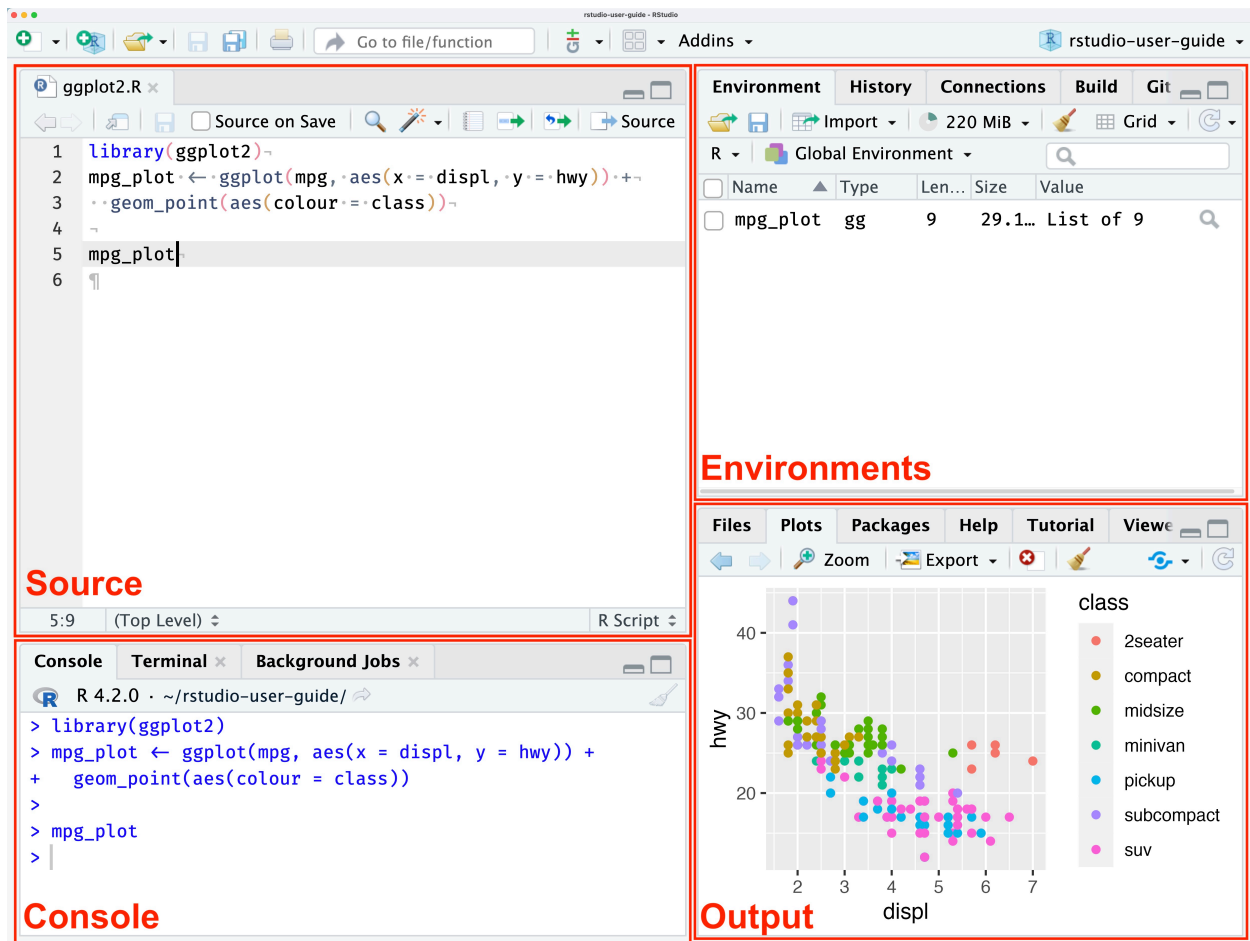 rstudio-user-guide - RStudio
Go to file/function
Addins
rstudio-user-guide
ggplot2.R
Source on Save
Source
1 library(ggplot2)¬
2 mpg_plot·←·ggplot(mpg,·aes(x·=·displ,·y·=·hwy))·+¬
3 ··geom_point(aes(colour·=·class))¬
4 ¬
5 mpg_plot¬
6 ¶
Source
5:9 (Top Level) R Script
Console Terminal Background Jobs
R 4.2.0 · ~/rstudio-user-guide/
> library(ggplot2)
> mpg_plot ← ggplot(mpg, aes(x = displ, y = hwy)) +
+   geom_point(aes(colour = class))
>
> mpg_plot
>
Console
Environment History Connections Build Git
Import 220 MiB Grid
R Global Environment
Name Type Len... Size Value
mpg_plot gg 9 29.1… List of 9
Environments
Files Plots Packages Help Tutorial Viewe
Zoom Export
hwy
40
30
20
2 3 4 5 6 7
displ
class
2seater
compact
midsize
minivan
pickup
subcompact
suv
Output